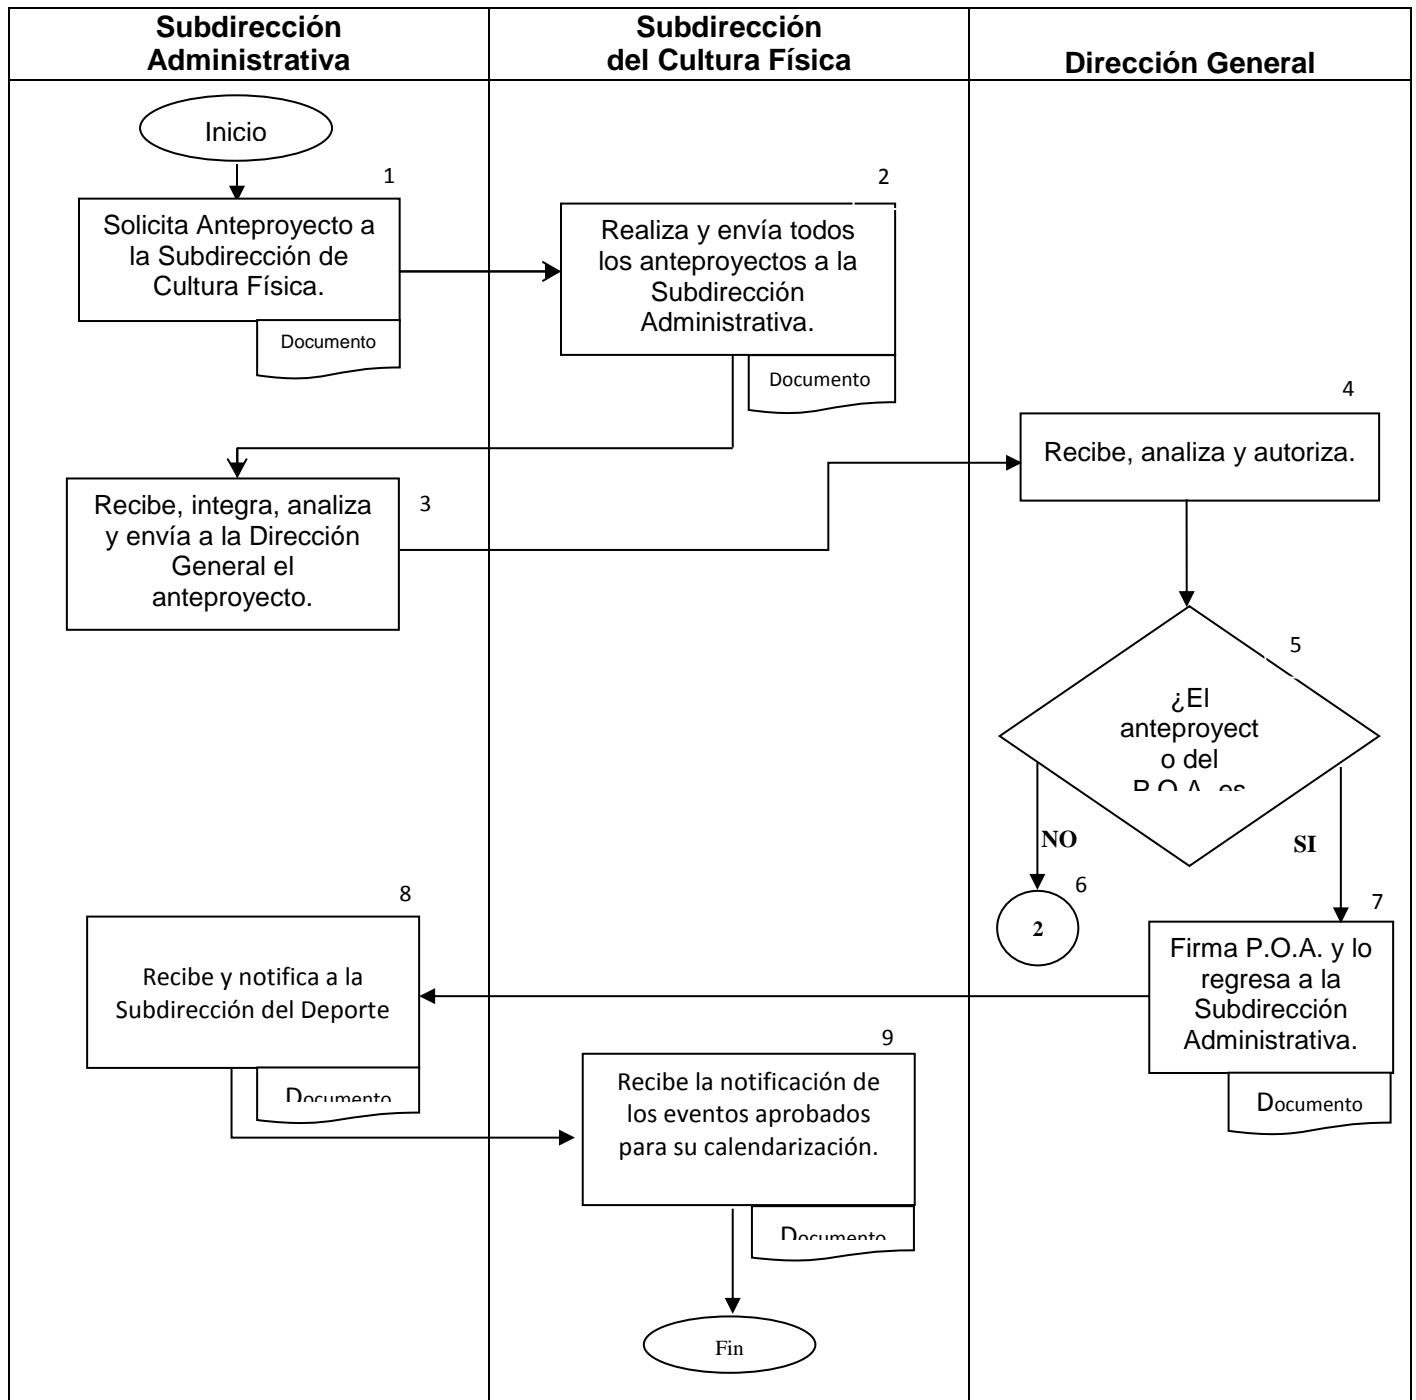 Subdirección
Administrativa
Subdirección
del Cultura Física
Dirección General
Inicio
1
Solicita Anteproyecto a
la Subdirección de
Cultura Física.
Documento
2
Realiza y envía todos
los anteproyectos a la
Subdirección
Administrativa.
Documento
3
Recibe, integra, analiza
y envía a la Dirección
General el
anteproyecto.
4
Recibe, analiza y autoriza.
5
¿El
anteproyect
o del
P.O.A. es
NO
SI
6
2
7
Firma P.O.A. y lo
regresa a la
Subdirección
Administrativa.
Documento
8
Recibe y notifica a la
Subdirección del Deporte
Documento
9
Recibe la notificación de
los eventos aprobados
para su calendarización.
Documento
Fin